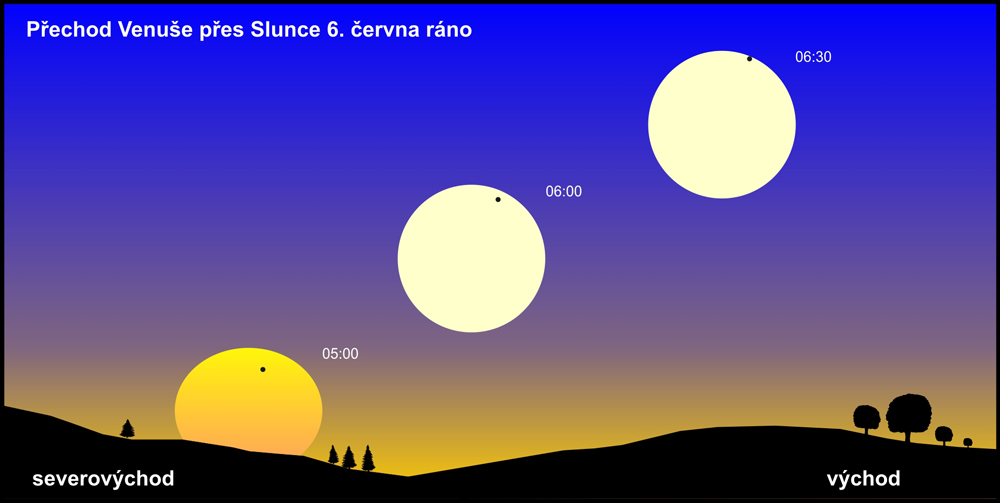 Přechod Venuše přes Slunce 6. června ráno
06:30
06:00
05:00
severovýchod
východ